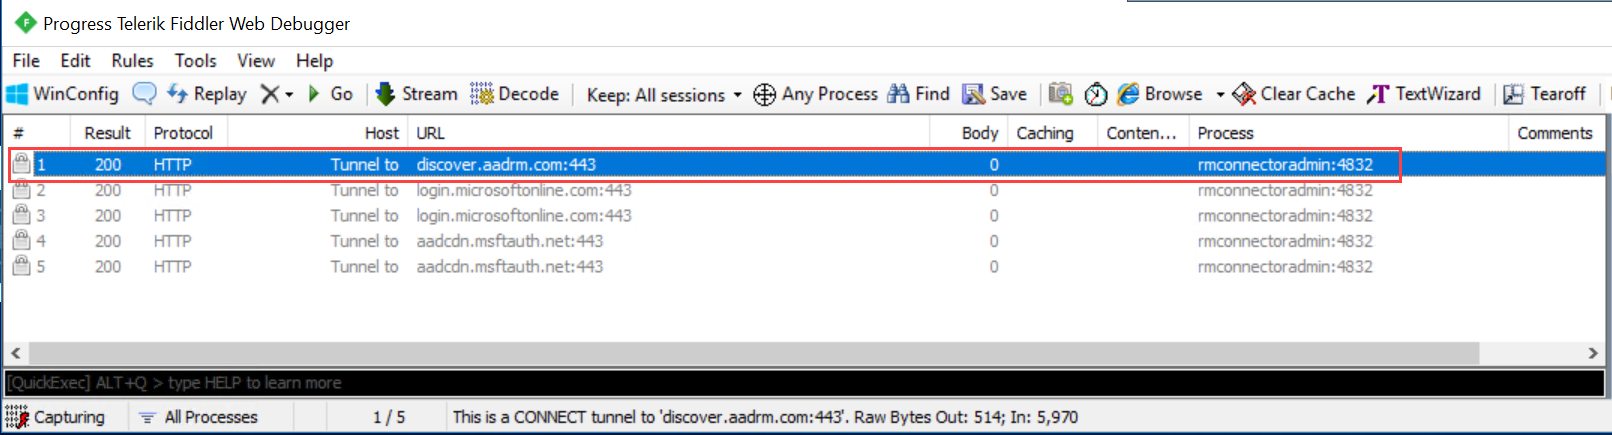 Progress Telerik Fiddler Web Debugger
File Edit Rules Tools View Help
WinConfig Replay Go Stream Decode Keep: All sessions Any Process Find Save Browse Clear Cache TextWizard Tearoff
# Result Protocol Host URL Body Caching Conten... Process Comments
1 200 HTTP Tunnel to discover.aadrm.com:443 0 rmconnectoradmin:4832
2 200 HTTP Tunnel to login.microsoftonline.com:443 0 rmconnectoradmin:4832
3 200 HTTP Tunnel to login.microsoftonline.com:443 0 rmconnectoradmin:4832
4 200 HTTP Tunnel to aadcdn.msftauth.net:443 0 rmconnectoradmin:4832
5 200 HTTP Tunnel to aadcdn.msftauth.net:443 0 rmconnectoradmin:4832
[QuickExec] ALT+Q > type HELP to learn more
Capturing All Processes 1 / 5 This is a CONNECT tunnel to 'discover.aadrm.com:443'. Raw Bytes Out: 514; In: 5,970